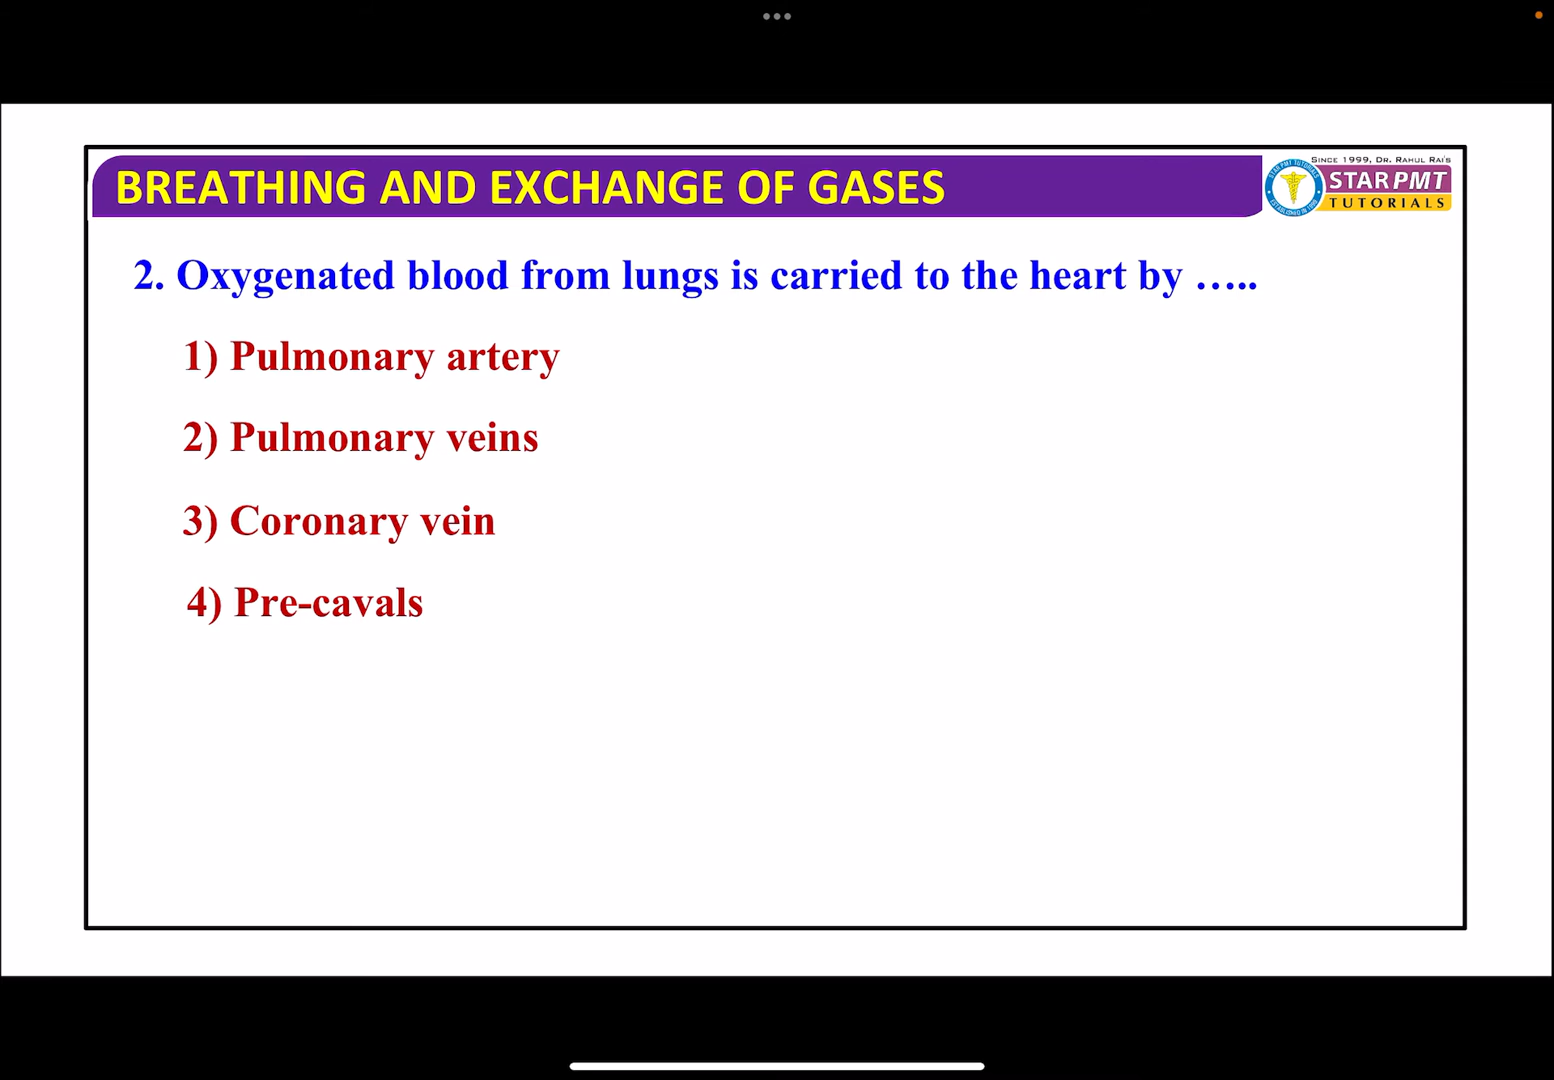 BREATHING AND EXCHANGE OF GASES
SINCE 1999, DR. RAHUL RAI'S
STAR PMT
TUTORIALS
2. Oxygenated blood from lungs is carried to the heart by …..
1) Pulmonary artery
2) Pulmonary veins
3) Coronary vein
4) Pre-cavals